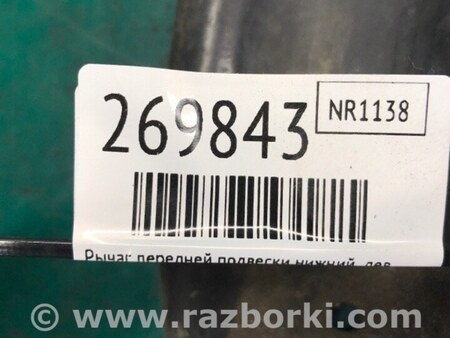 269843
NR1138
Рычаг передней подвески нижний лев
© - www.razborki.com